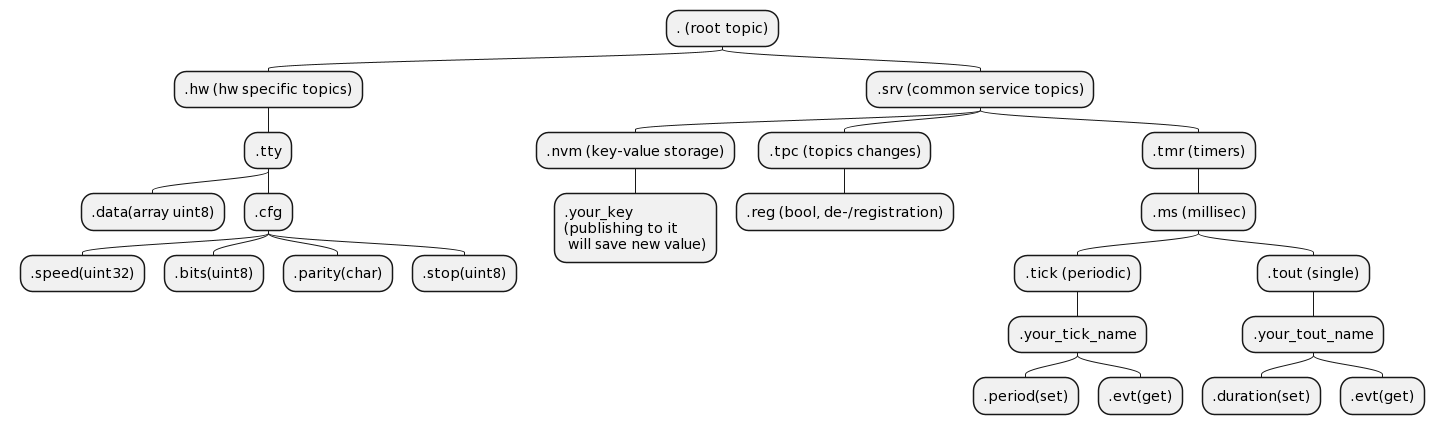 . (root topic)
.hw (hw specific topics)
.srv (common service topics)
.tty
.nvm (key-value storage)
.tpc (topics changes)
.tmr (timers)
.data(array uint8)
.cfg
.your_key
(publishing to it
will save new value)
.reg (bool, de-/registration)
.ms (millisec)
.speed(uint32)
.bits(uint8)
.parity(char)
.stop(uint8)
.tick (periodic)
.tout (single)
.your_tick_name
.your_tout_name
.period(set)
.evt(get)
.duration(set)
.evt(get)